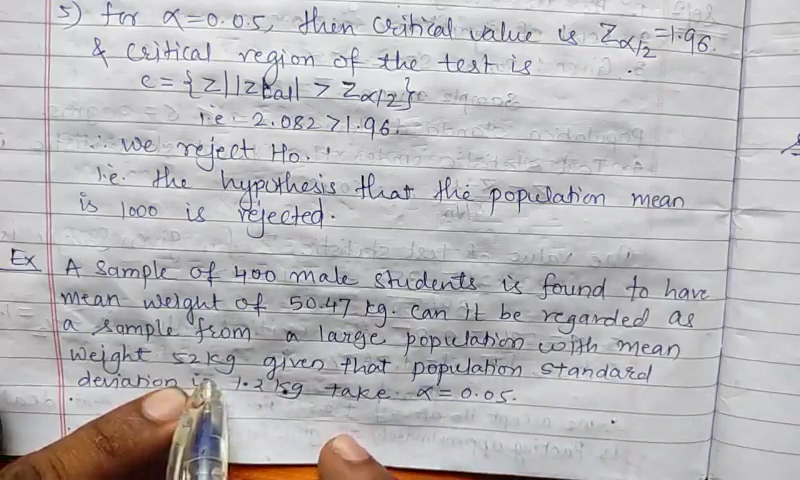 5) for α=0.05, then critical value is Zα/2=1.96.
& critical region of the test is
c = {z||zcal| > Zα/2}
i.e. 2.082>1.96.
∴ we reject H0.
i.e. the hypothesis that the population mean
is 1000 is rejected.
Ex A sample of 400 male students is found to have
mean weight of 50.47 kg. can it be regarded as
a sample from a large population with mean
weight 52kg given that population standard
deviation is 1.2 kg take α=0.05.